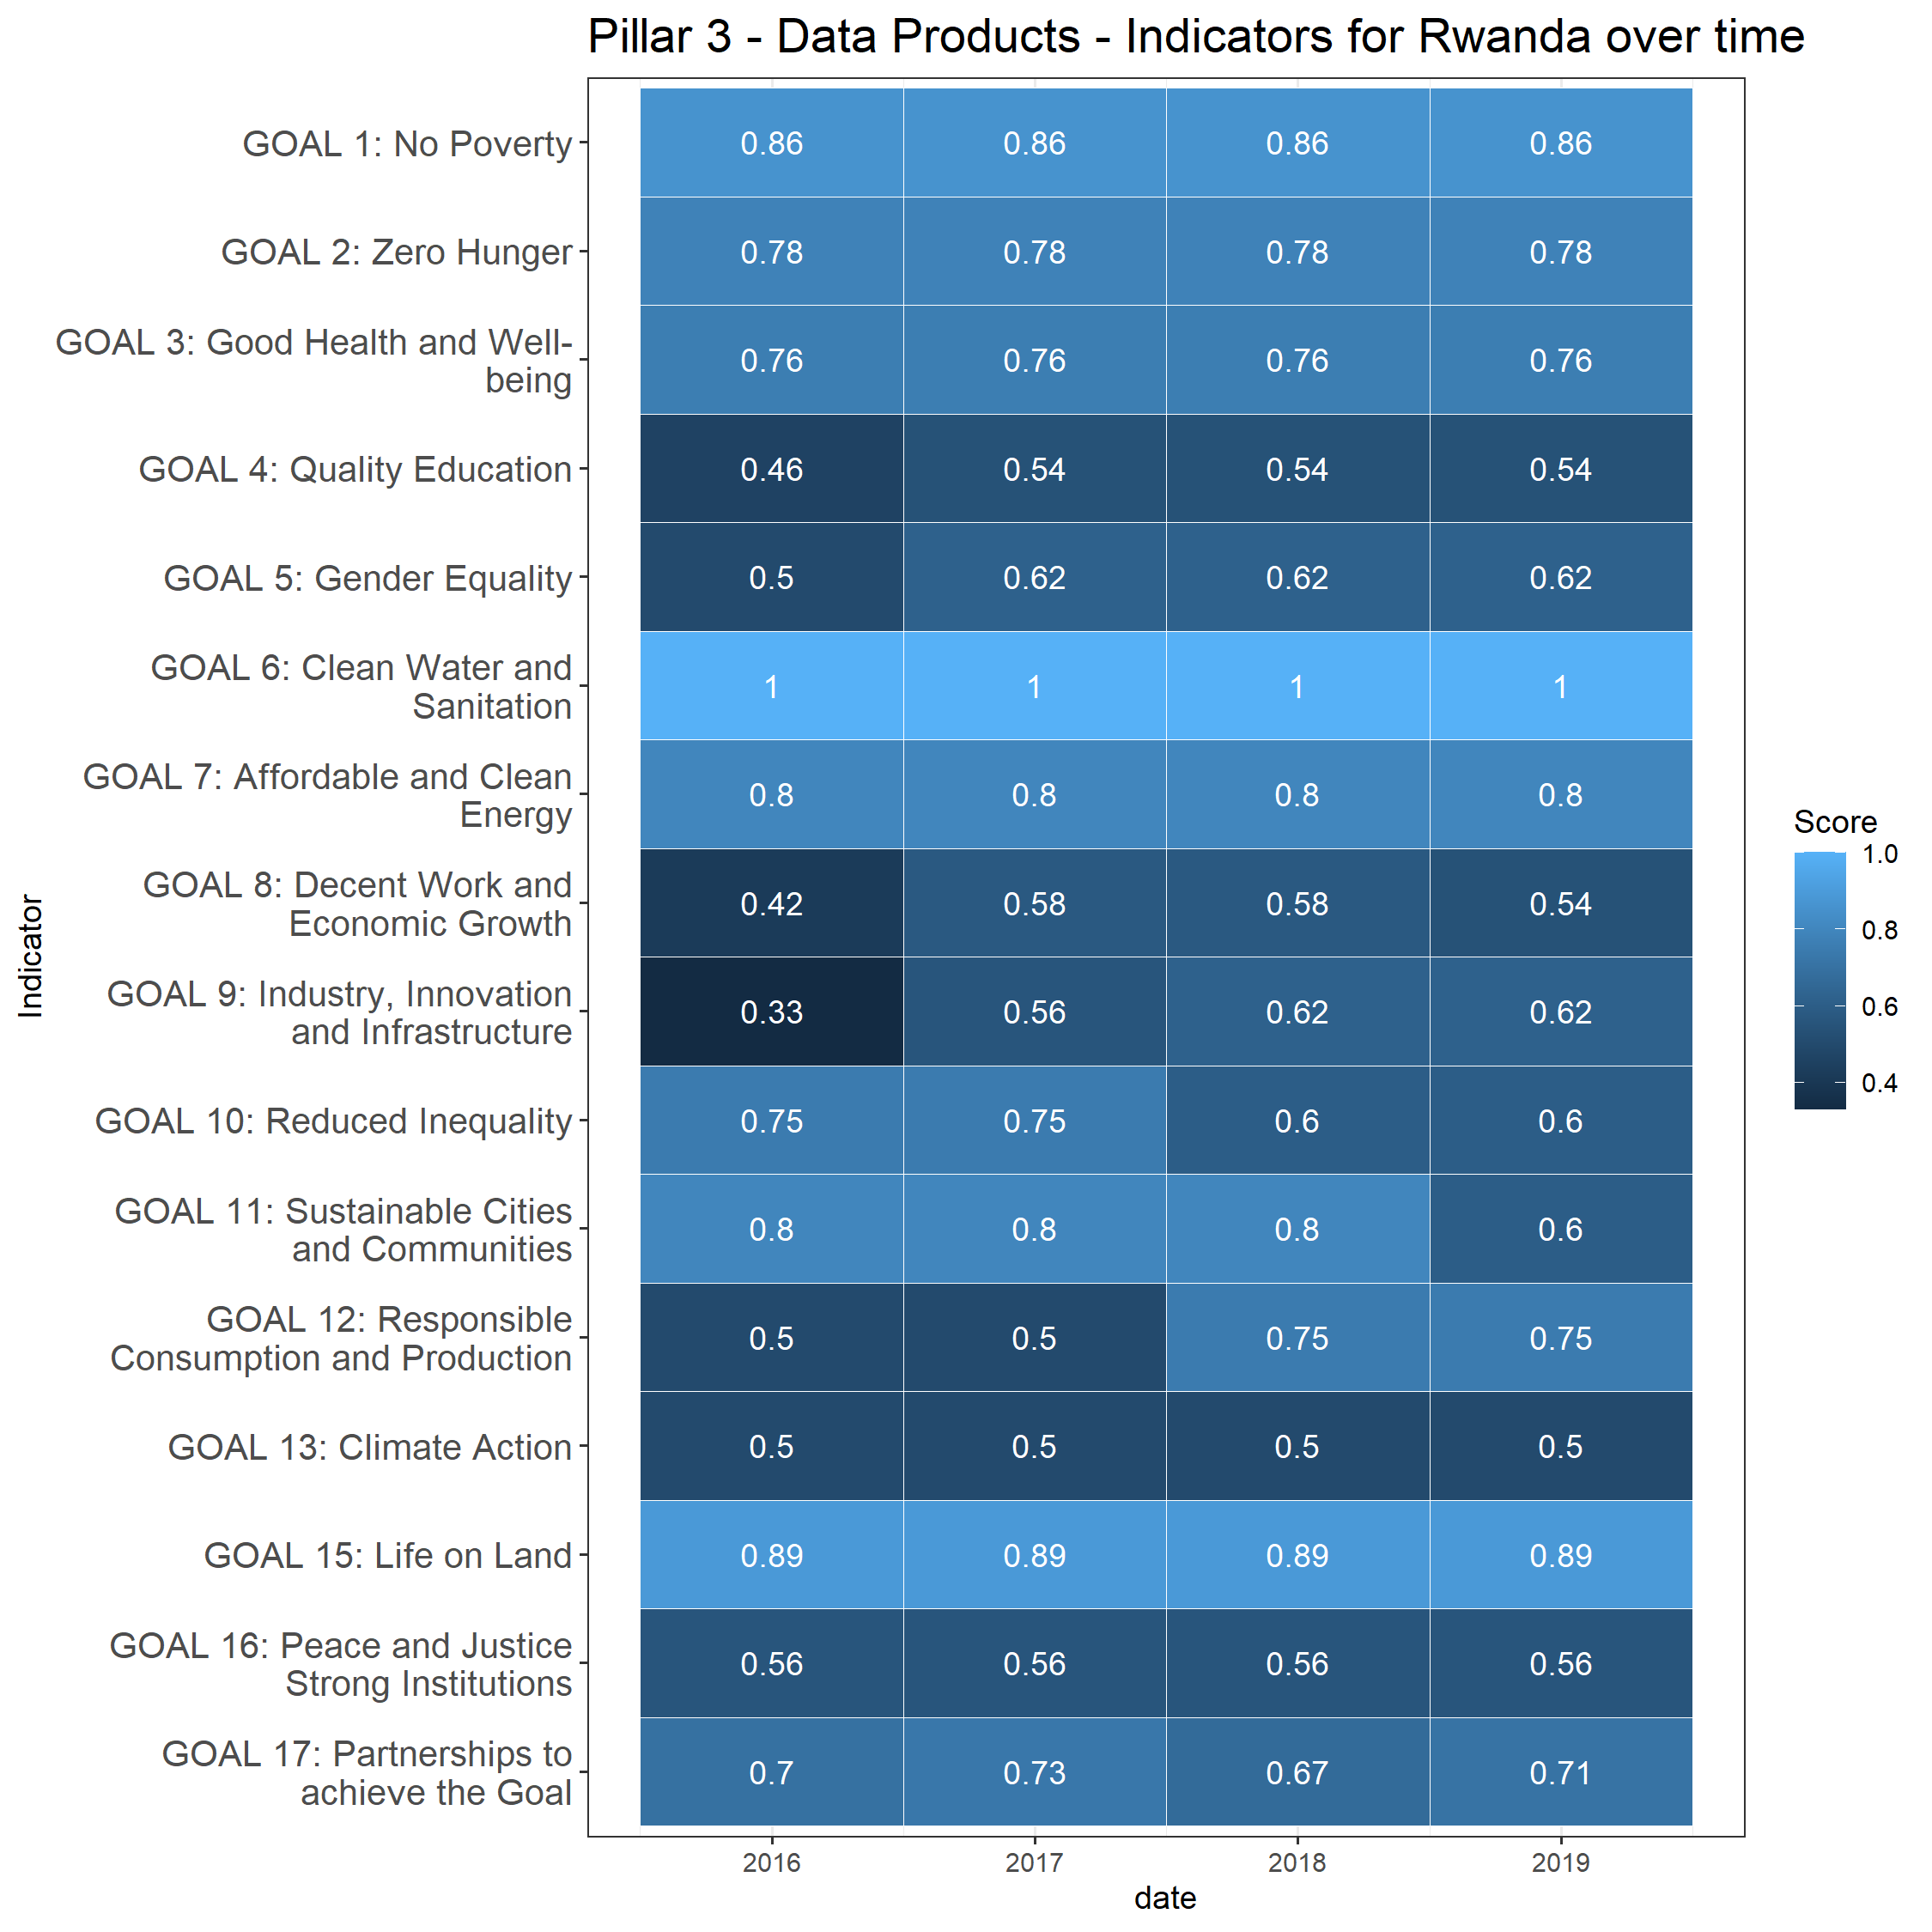 Pillar 3 - Data Products - Indicators for Rwanda over time
GOAL 1: No Poverty
0.86 0.86 0.86 0.86
GOAL 2: Zero Hunger
0.78 0.78 0.78 0.78
GOAL 3: Good Health and Well-
being
0.76 0.76 0.76 0.76
GOAL 4: Quality Education
0.46 0.54 0.54 0.54
GOAL 5: Gender Equality
0.5 0.62 0.62 0.62
GOAL 6: Clean Water and
Sanitation
1 1 1 1
GOAL 7: Affordable and Clean
Energy
0.8 0.8 0.8 0.8
GOAL 8: Decent Work and
Economic Growth
0.42 0.58 0.58 0.54
GOAL 9: Industry, Innovation
and Infrastructure
0.33 0.56 0.62 0.62
GOAL 10: Reduced Inequality
0.75 0.75 0.6 0.6
GOAL 11: Sustainable Cities
and Communities
0.8 0.8 0.8 0.6
GOAL 12: Responsible
Consumption and Production
0.5 0.5 0.75 0.75
GOAL 13: Climate Action
0.5 0.5 0.5 0.5
GOAL 15: Life on Land
0.89 0.89 0.89 0.89
GOAL 16: Peace and Justice
Strong Institutions
0.56 0.56 0.56 0.56
GOAL 17: Partnerships to
achieve the Goal
0.7 0.73 0.67 0.71
2016 2017 2018 2019
date
Indicator
Score
1.0
0.8
0.6
0.4